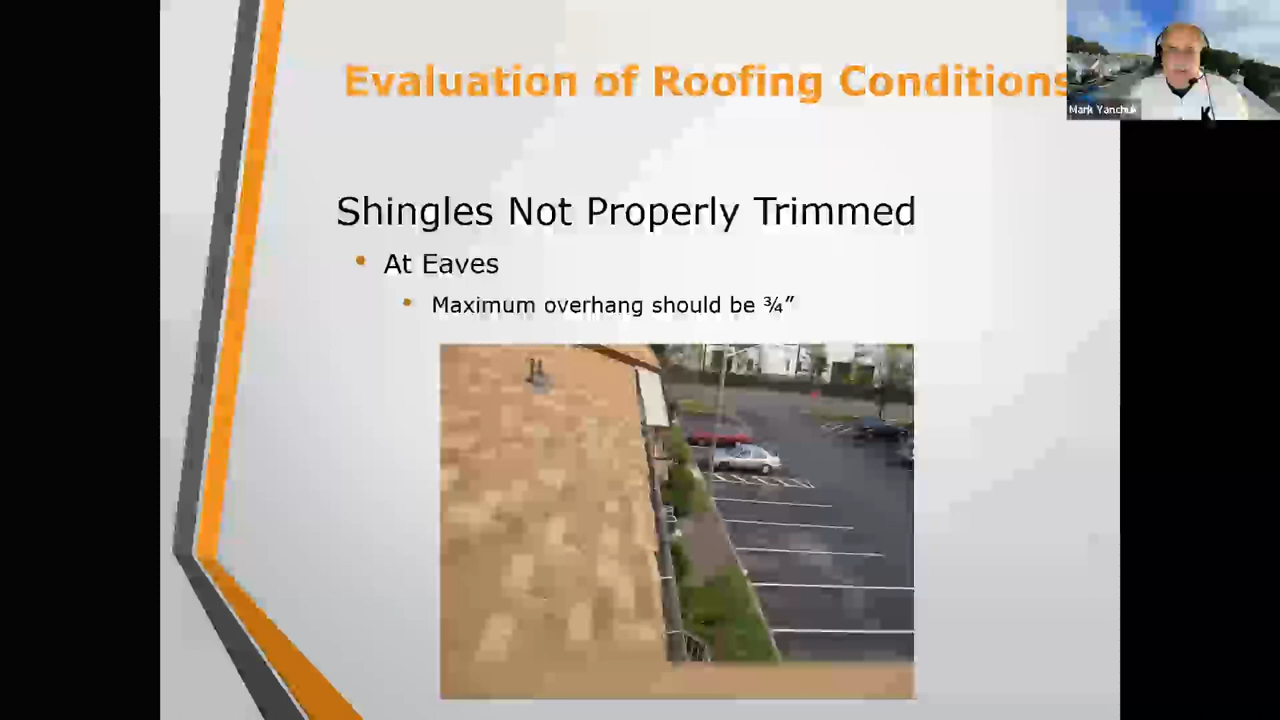 Evaluation of Roofing Conditions
Mark Yanchuk
Shingles Not Properly Trimmed
At Eaves
Maximum overhang should be ¾”